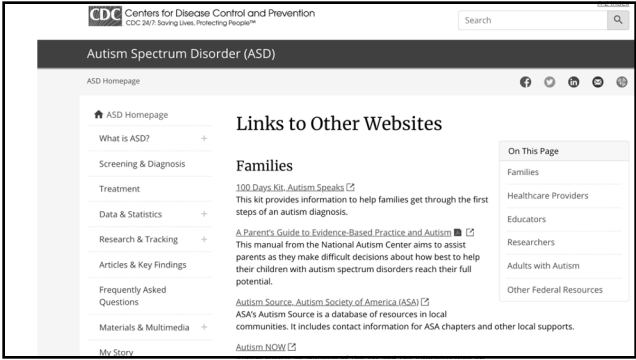 CDC Centers for Disease Control and Prevention
CDC 24/7: Saving Lives, Protecting People™
Search
Autism Spectrum Disorder (ASD)
ASD Homepage
ASD Homepage
What is ASD? +
Screening & Diagnosis
Treatment
Data & Statistics +
Research & Tracking +
Articles & Key Findings
Frequently Asked
Questions
Materials & Multimedia +
My Story
Links to Other Websites
Families
100 Days Kit, Autism Speaks
This kit provides information to help families get through the first
steps of an autism diagnosis.
A Parent's Guide to Evidence-Based Practice and Autism
This manual from the National Autism Center aims to assist
parents as they make difficult decisions about how best to help
their children with autism spectrum disorders reach their full
potential.
Autism Source, Autism Society of America (ASA)
ASA's Autism Source is a database of resources in local
communities. It includes contact information for ASA chapters and other local supports.
Autism NOW
On This Page
Families
Healthcare Providers
Educators
Researchers
Adults with Autism
Other Federal Resources